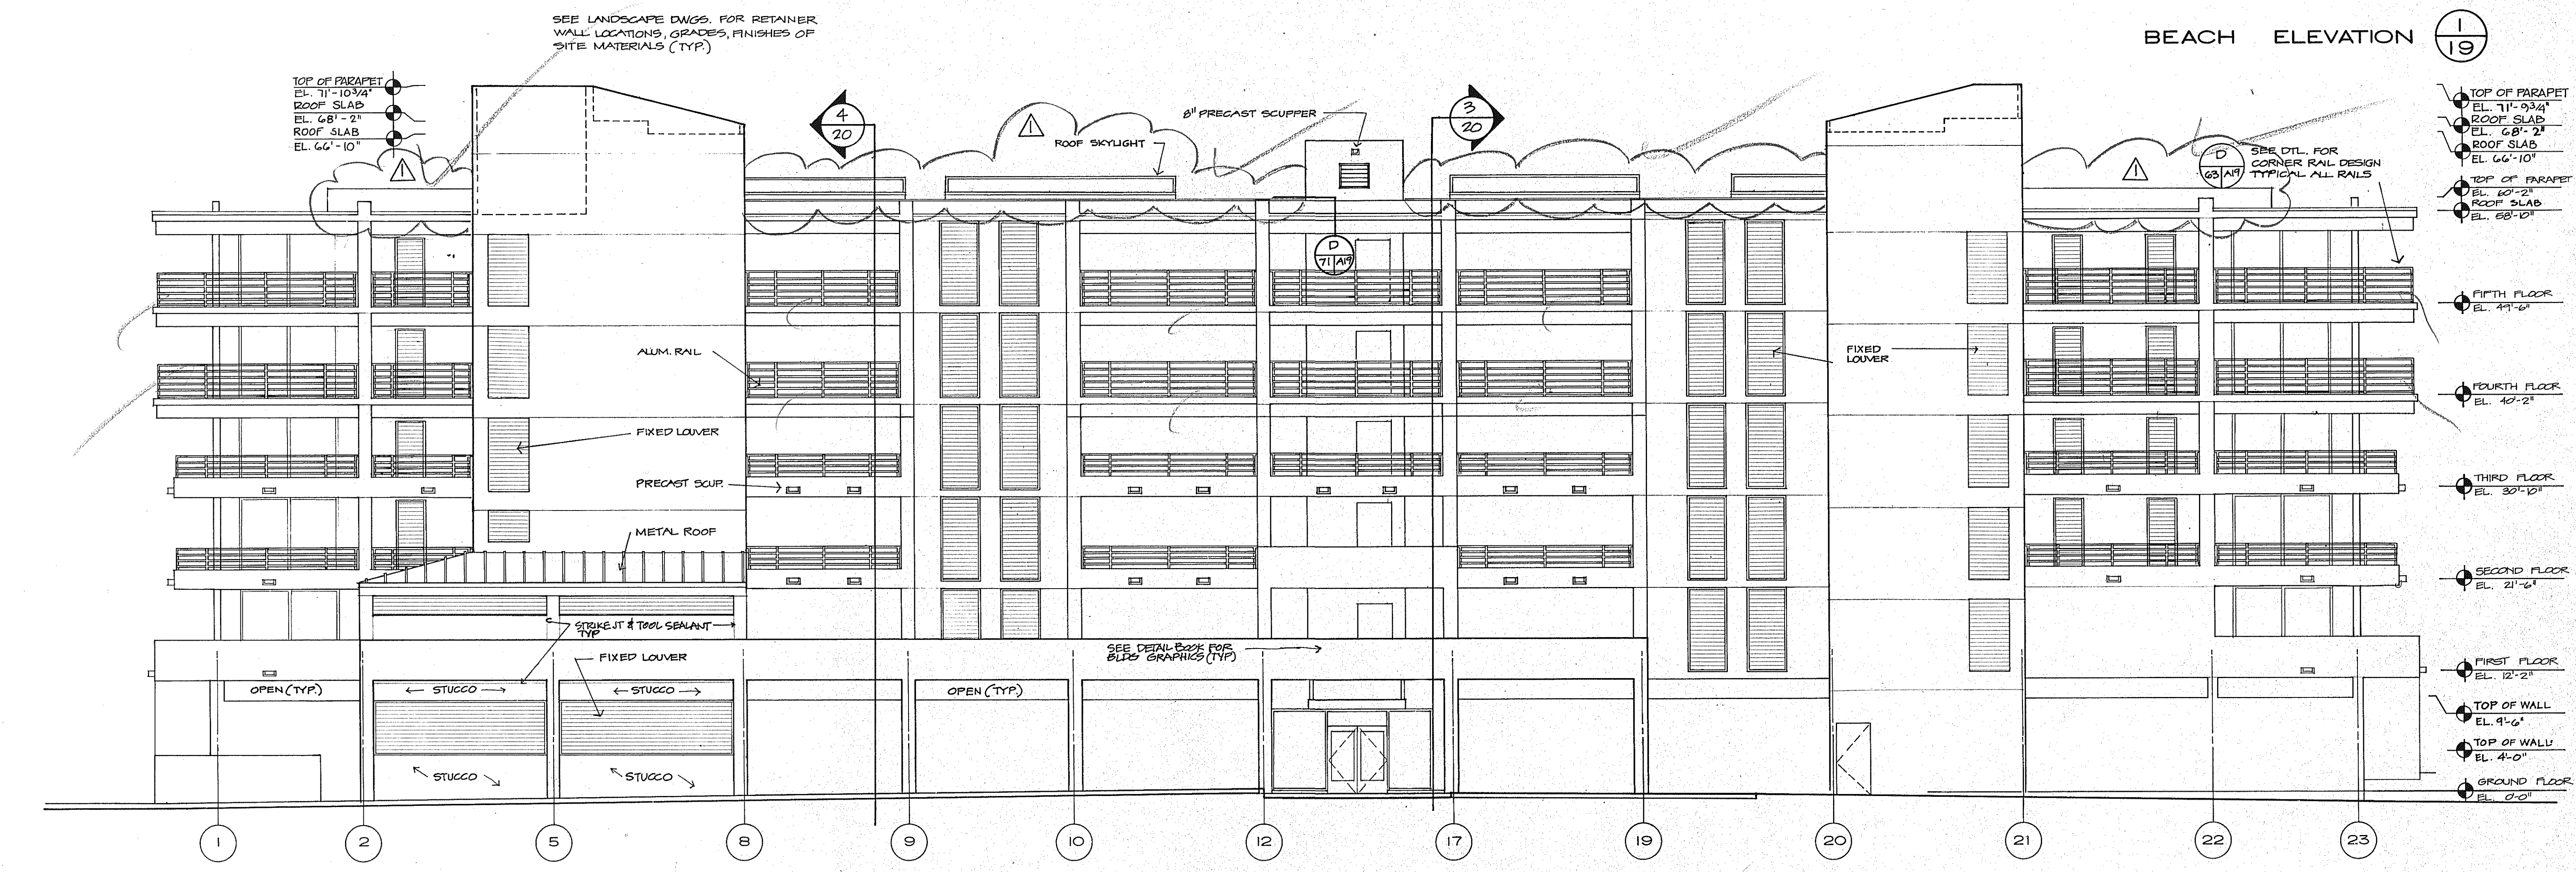 SEE LANDSCAPE DWGS. FOR RETAINER
WALL LOCATIONS, GRADES, FINISHES OF
SITE MATERIALS (TYP.)
BEACH ELEVATION
1
19
TOP OF PARAPET
EL. 71'-10 3/4"
ROOF SLAB
EL. 68'-2"
ROOF SLAB
EL. 66'-10"
1
4
20
1
ROOF SKYLIGHT
8" PRECAST SCUPPER
3
20
1
D
63 A19
SEE DTL. FOR
CORNER RAIL DESIGN
TYPICAL ALL RAILS
TOP OF PARAPET
EL. 71'-9 3/4"
ROOF SLAB
EL. 68'-2"
ROOF SLAB
EL. 66'-10"
TOP OF PARAPET
EL. 60'-2"
ROOF SLAB
EL. 58'-10"
D
71 A19
FIFTH FLOOR
EL. 49'-6"
ALUM. RAIL
FIXED
LOUVER
FOURTH FLOOR
EL. 40'-2"
FIXED LOUVER
PRECAST SCUP.
THIRD FLOOR
EL. 30'-10"
METAL ROOF
SECOND FLOOR
EL. 21'-6"
STRIKE JT & TOOL SEALANT
TYP
FIXED LOUVER
SEE DETAIL BOOK FOR
BLDG GRAPHICS (TYP)
FIRST FLOOR
EL. 12'-2"
OPEN (TYP.)
STUCCO
STUCCO
OPEN (TYP.)
TOP OF WALL
EL. 9'-6"
TOP OF WALL
EL. 4'-0"
STUCCO
STUCCO
GROUND FLOOR
EL. 0'-0"
1 2 5 8 9 10 12 17 19 20 21 22 23